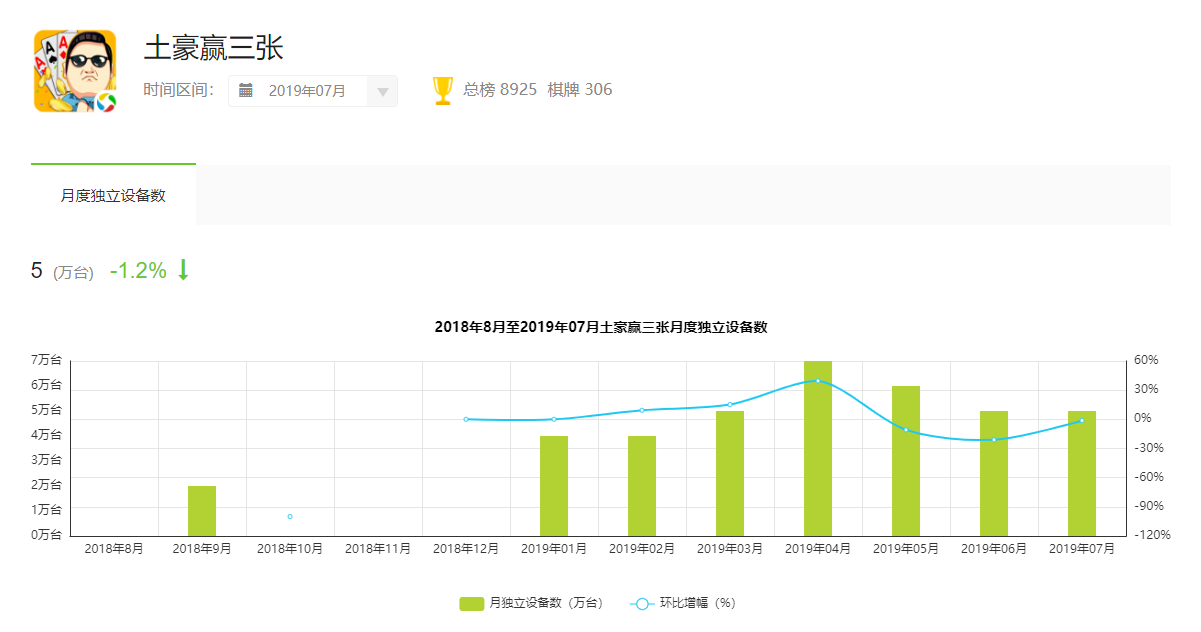 土豪赢三张
时间区间： 2019年07月 总榜 8925 棋牌 306
月度独立设备数
5 (万台) -1.2%
2018年8月至2019年07月土豪赢三张月度独立设备数
7万台 60%
6万台 30%
5万台 0%
4万台 -30%
3万台 -60%
2万台 -90%
1万台 -120%
0万台
2018年8月 2018年9月 2018年10月 2018年11月 2018年12月 2019年01月 2019年02月 2019年03月 2019年04月 2019年05月 2019年06月 2019年07月
月独立设备数（万台） 环比增幅（%）